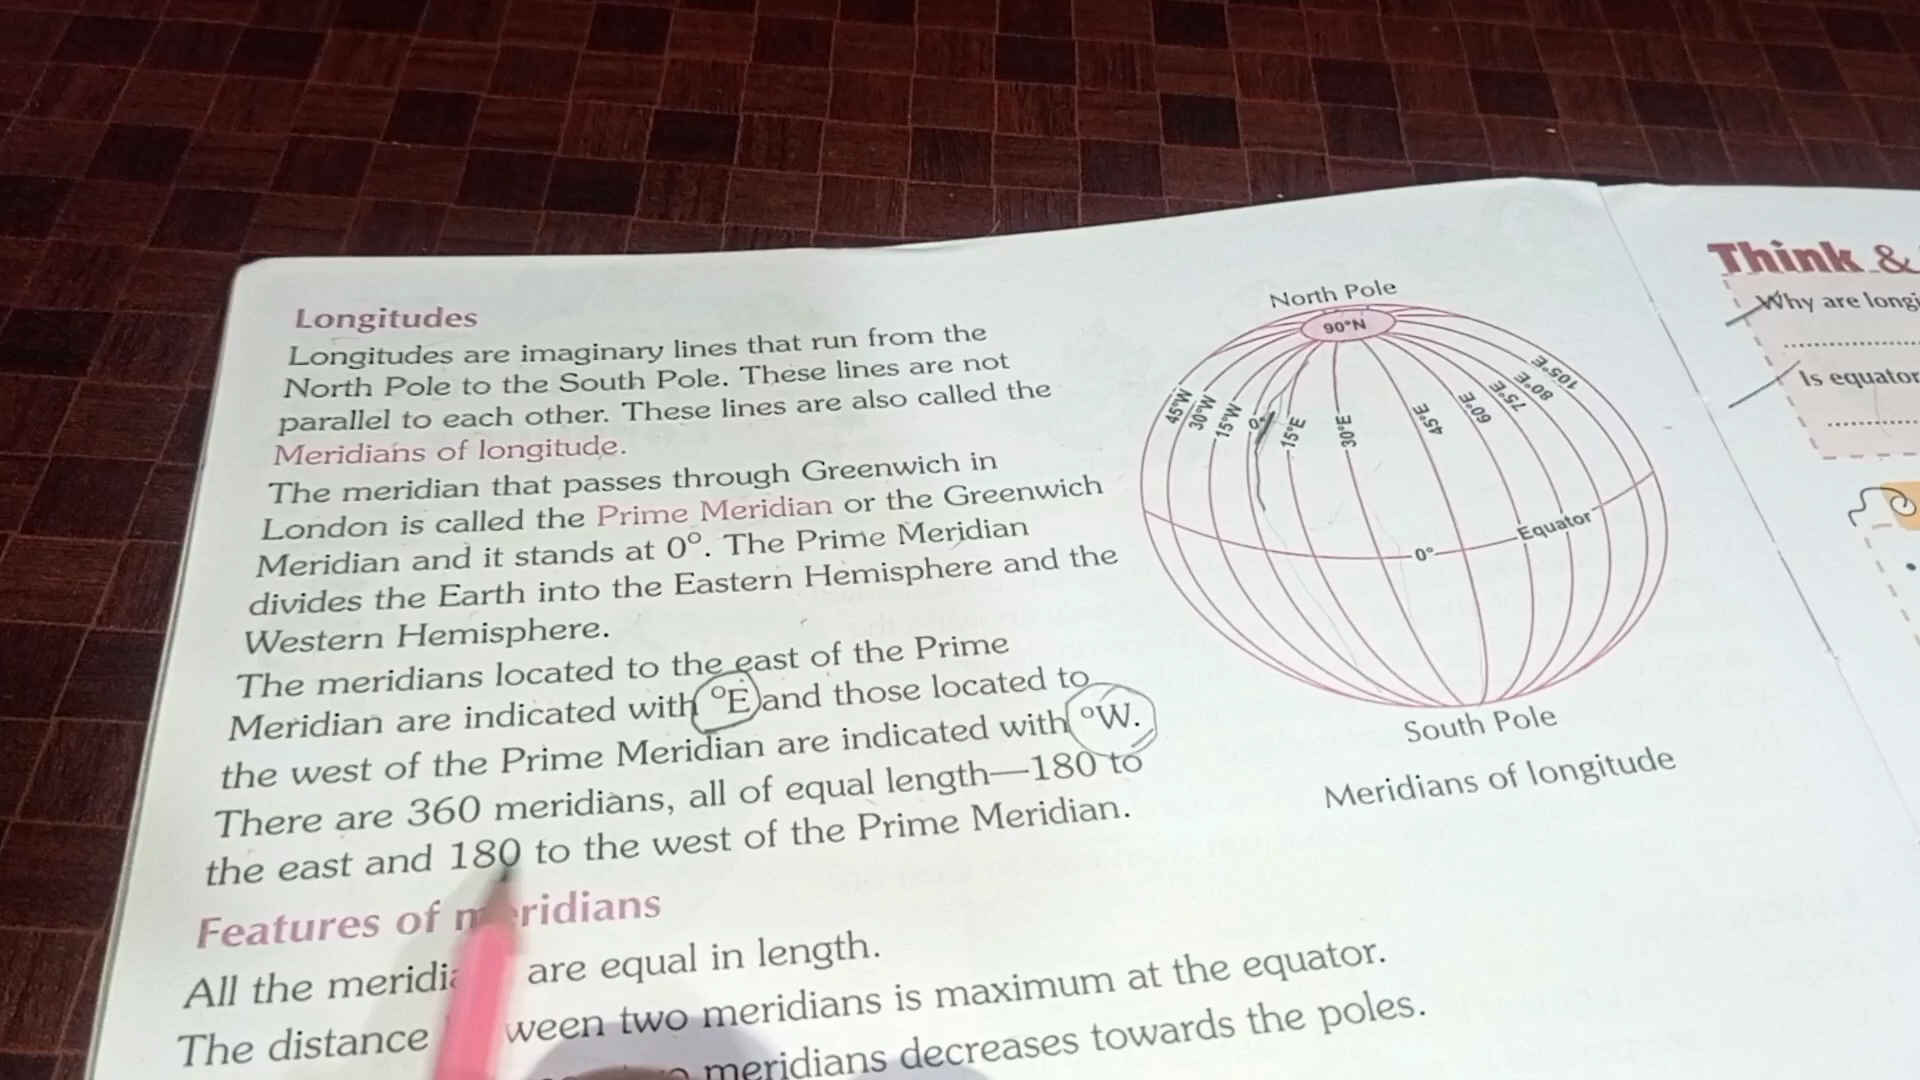 Longitudes
Longitudes are imaginary lines that run from the
North Pole to the South Pole. These lines are not
parallel to each other. These lines are also called the
Meridians of longitude.
The meridian that passes through Greenwich in
London is called the Prime Meridian or the Greenwich
Meridian and it stands at 0°. The Prime Meridian
divides the Earth into the Eastern Hemisphere and the
Western Hemisphere.
The meridians located to the east of the Prime
Meridian are indicated with °E and those located to
the west of the Prime Meridian are indicated with °W.
There are 360 meridians, all of equal length—180 to
the east and 180 to the west of the Prime Meridian.
Features of meridians
All the are equal in length.
The distance two meridians is maximum at the equator.
meridians decreases towards the poles.
North Pole
90°N
45°W
30°W
15°W
0°
15°E
30°E
45°E
60°E
75°E
80°E
105°E
0°
Equator
South Pole
Meridians of longitude
Think &
Why are
Is equator